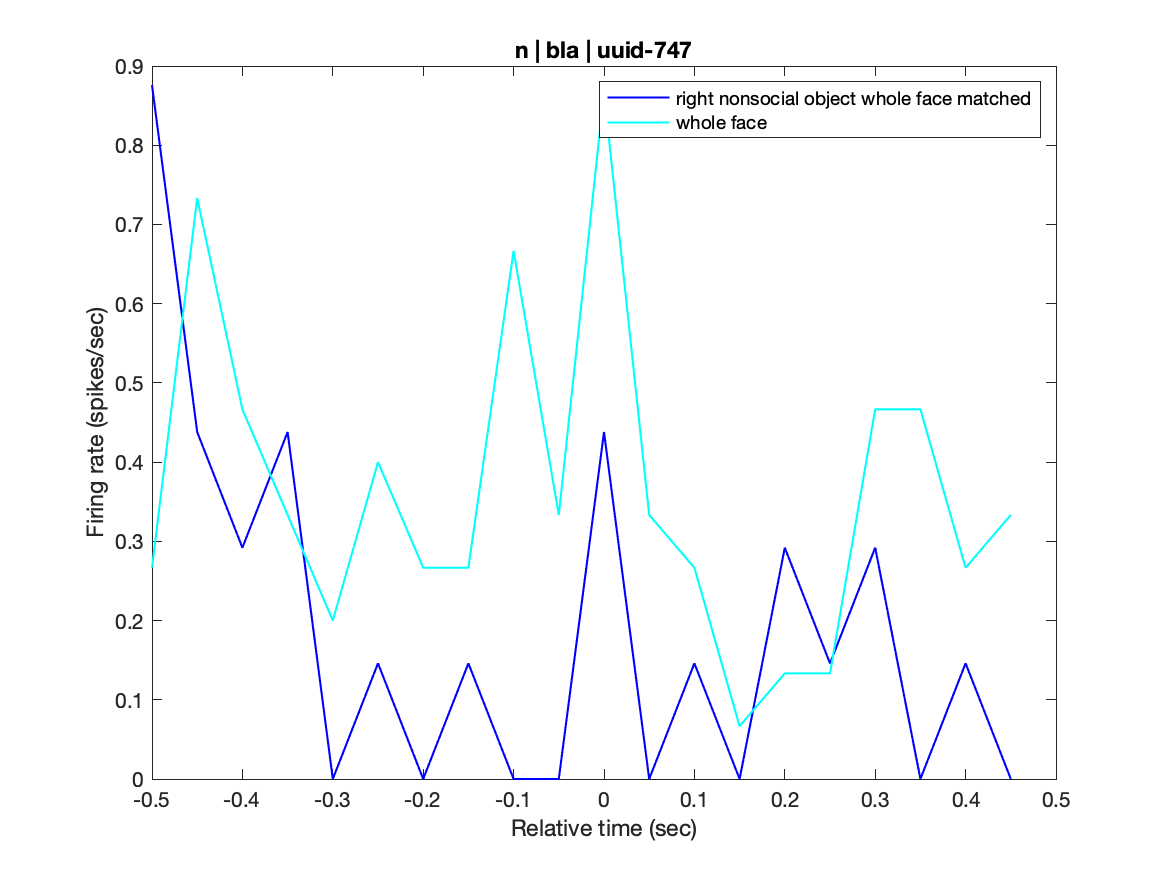 n | bla | uuid-747
right nonsocial object whole face matched
whole face
Firing rate (spikes/sec)
0.9
0.8
0.7
0.6
0.5
0.4
0.3
0.2
0.1
0
-0.5 -0.4 -0.3 -0.2 -0.1 0 0.1 0.2 0.3 0.4 0.5
Relative time (sec)